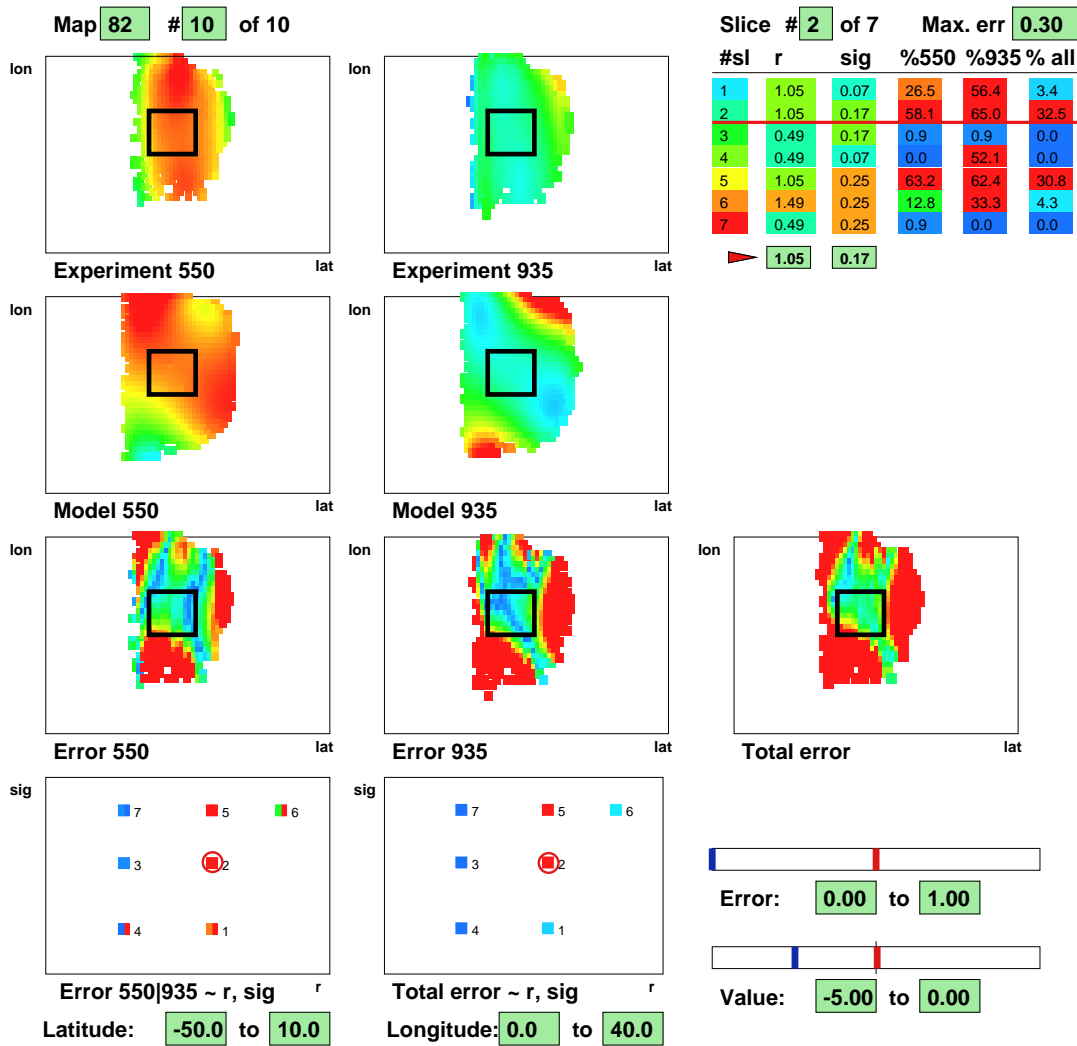 Map 82 # 10 of 10
Slice # 2 of 7 Max. err 0.30
#sl r sig %550 %935 % all
1 1.05 0.07 26.5 56.4 3.4
2 1.05 0.17 58.1 65.0 32.5
3 0.49 0.17 0.9 0.9 0.0
4 0.49 0.07 0.0 52.1 0.0
5 1.05 0.25 63.2 62.4 30.8
6 1.49 0.25 12.8 33.3 4.3
7 0.49 0.25 0.9 0.0 0.0
1.05 0.17
lon
Experiment 550 lat
lon
Experiment 935 lat
lon
Model 550 lat
lon
Model 935 lat
lon
Error 550 lat
lon
Error 935 lat
lon
Total error lat
sig
7 5 6
3 2
4 1
Error 550|935 ~ r, sig r
sig
7 5 6
3 2
4 1
Total error ~ r, sig r
Error: 0.00 to 1.00
Value: -5.00 to 0.00
Latitude: -50.0 to 10.0
Longitude: 0.0 to 40.0